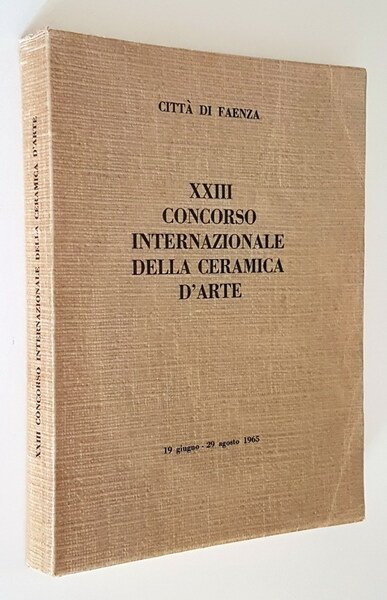 CITTÀ DI FAENZA
XXIII
CONCORSO
INTERNAZIONALE
DELLA CERAMICA
D'ARTE
19 giugno - 29 agosto 1965
XXIII CONCORSO INTERNAZIONALE DELLA CERAMICA D'ARTE